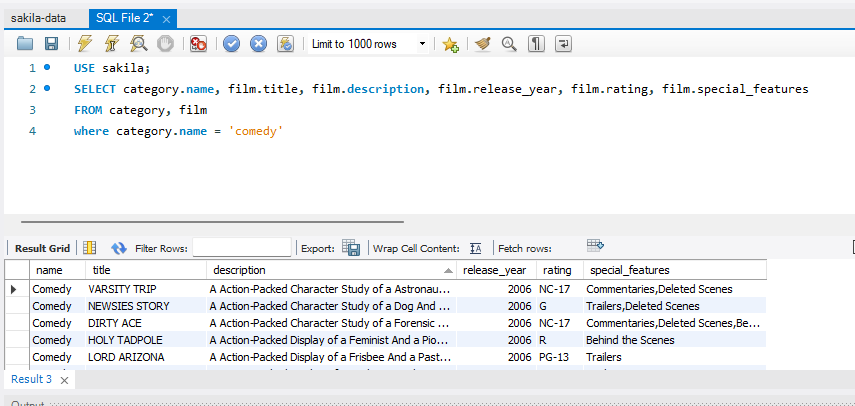 sakila-data SQL File 2* ×
Limit to 1000 rows
1 USE sakila;
2 SELECT category.name, film.title, film.description, film.release_year, film.rating, film.special_features
3 FROM category, film
4 where category.name = 'comedy'
Result Grid Filter Rows: Export: Wrap Cell Content: Fetch rows:
name title description release_year rating special_features
Comedy VARSITY TRIP A Action-Packed Character Study of a Astronau... 2006 NC-17 Commentaries,Deleted Scenes
Comedy NEWSIES STORY A Action-Packed Character Study of a Dog And ... 2006 G Trailers,Deleted Scenes
Comedy DIRTY ACE A Action-Packed Character Study of a Forensic ... 2006 NC-17 Commentaries,Deleted Scenes,Be...
Comedy HOLY TADPOLE A Action-Packed Display of a Feminist And a Pio... 2006 R Behind the Scenes
Comedy LORD ARIZONA A Action-Packed Display of a Frisbee And a Past... 2006 PG-13 Trailers
Result 3 ×
Output